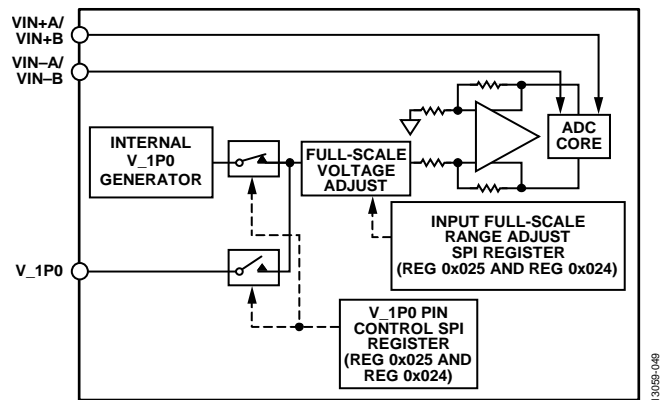 VIN+A/
VIN+B
VIN–A/
VIN–B
INTERNAL
V_1P0
GENERATOR
FULL-SCALE
VOLTAGE
ADJUST
ADC
CORE
INPUT FULL-SCALE
RANGE ADJUST
SPI REGISTER
(REG 0x025 AND REG 0x024)
V_1P0
V_1P0 PIN
CONTROL SPI
REGISTER
(REG 0x025 AND
REG 0x024)
13059-049